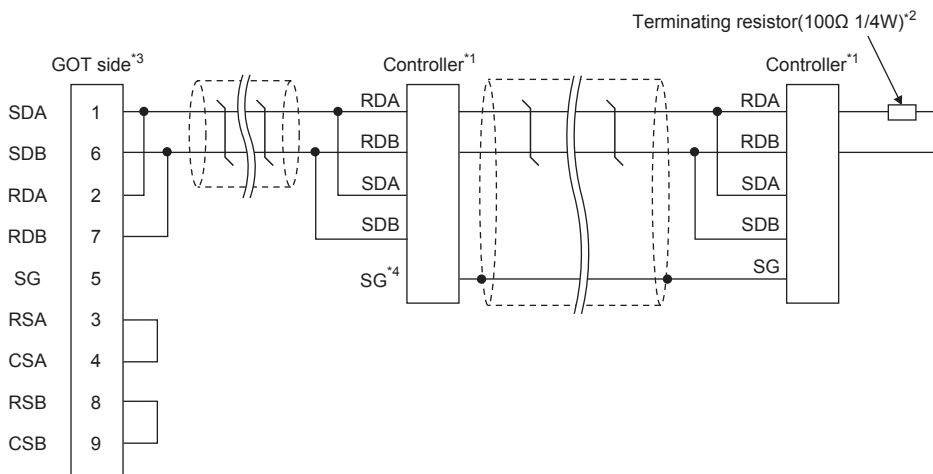 Terminating resistor(100Ω 1/4W)*2
GOT side*3
Controller*1
Controller*1
SDA 1
SDB 6
RDA 2
RDB 7
SG 5
RSA 3
CSA 4
RSB 8
CSB 9
RDA
RDB
SDA
SDB
SG*4
RDA
RDB
SDA
SDB
SG